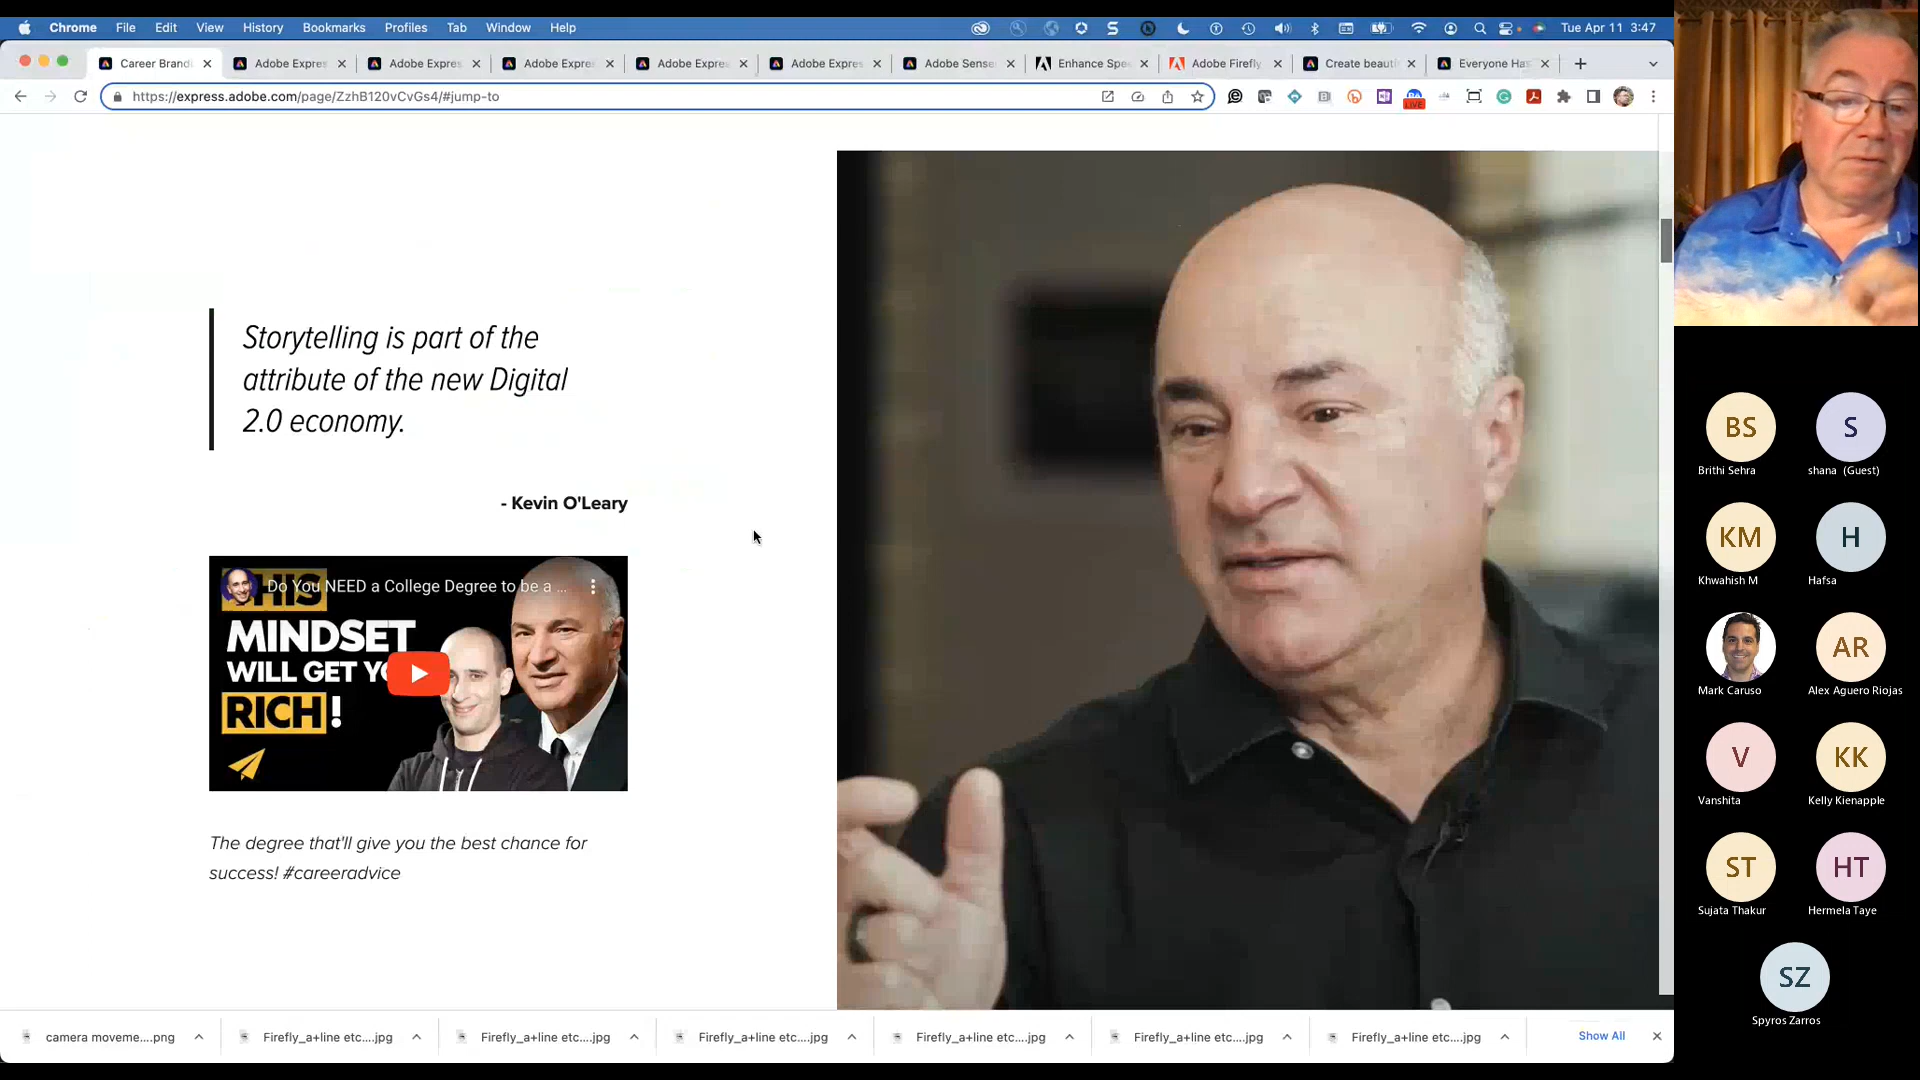 Chrome File Edit View History Bookmarks Profiles Tab Window Help Tue Apr 11 3:47
Career Brandi Adobe Expres Adobe Expres Adobe Expres Adobe Expre Adobe Expres Adobe Sense Enhance Spe Adobe Firefly Create beaut Everyone Has
https://express.adobe.com/page/ZzhB120vCvGs4/#jump-to
LIVE
Storytelling is part of the
attribute of the new Digital
2.0 economy.
- Kevin O'Leary
Do You NEED a College Degree to be a ...
HIS
MINDSET
WILL GET YO
RICH!
The degree that'll give you the best chance for
success! #careeradvice
camera moveme....png Firefly_a+line etc....jpg Firefly_a+line etc....jpg Firefly_a+line etc....jpg Firefly_a+line etc....jpg Firefly_a+line etc....jpg Firefly_a+line etc....jpg Show All
BS S
Brithi Sehra shana (Guest)
KM H
Khwahish M Hafsa
AR
Mark Caruso Alex Aguero Riojas
V KK
Vanshita Kelly Kienapple
ST HT
Sujata Thakur Hermela Taye
SZ
Spyros Zarros